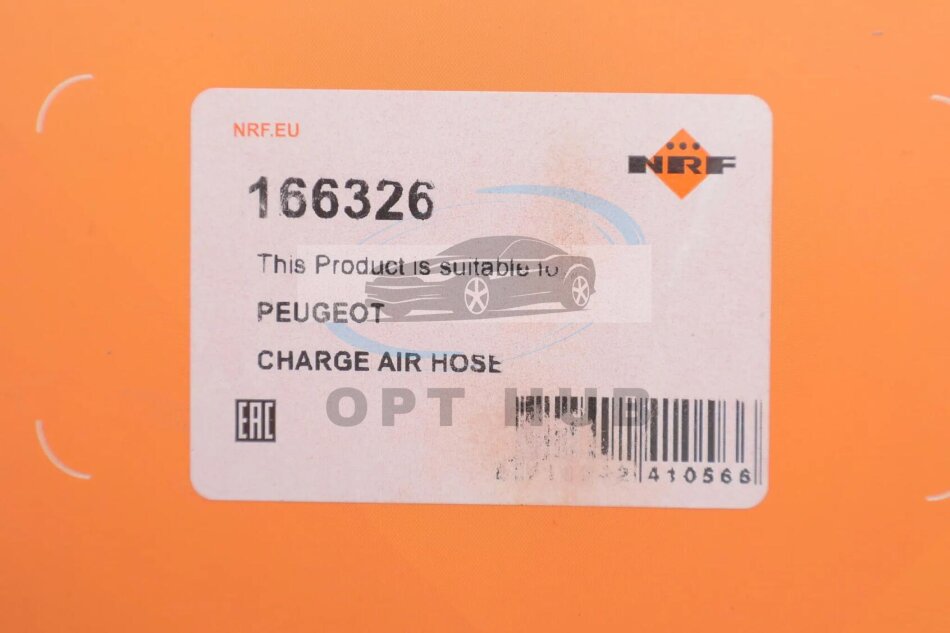 NRF.EU
NRF
166326
This Product is suitable to
PEUGEOT
CHARGE AIR HOSE
OPT HUB
EAC
410566